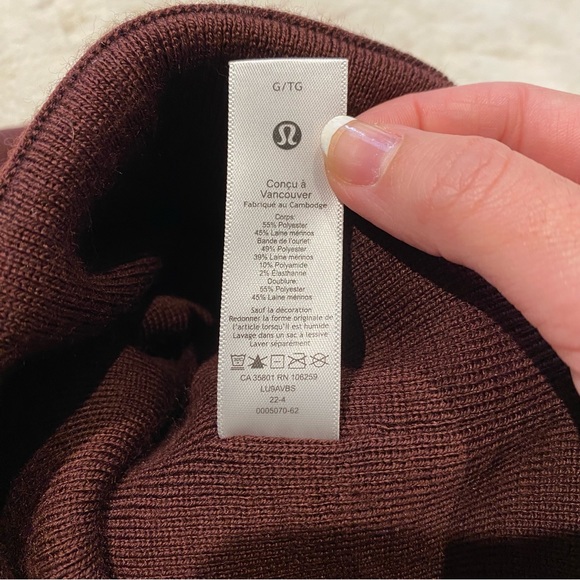 G/TG
Conçu à
Vancouver
Fabriqué au Cambodge
Corps:
55% Polyester
45% Laine mérinos
Bande de l'ourlet:
49% Polyester
39% Laine mérinos
10% Polyamide
2% Élasthanne
Doublure:
55% Polyester
45% Laine mérinos
Sauf la décoration
Redonner la forme originale de
l'article lorsqu'il est humide
Lavage dans un sac à lessive
Laver séparément
CA 35801 RN 106259
LU9AVBS
22-4
0005070-62